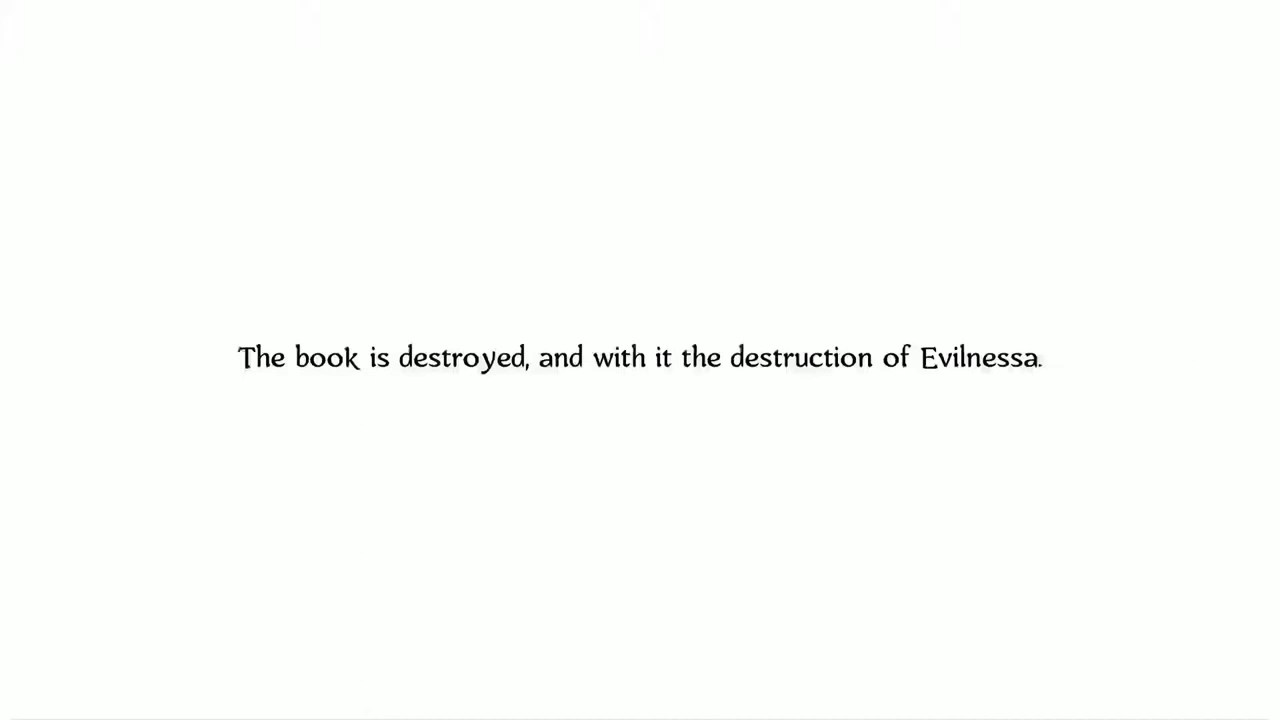 The book is destroyed, and with it the destruction of Evilnessa.